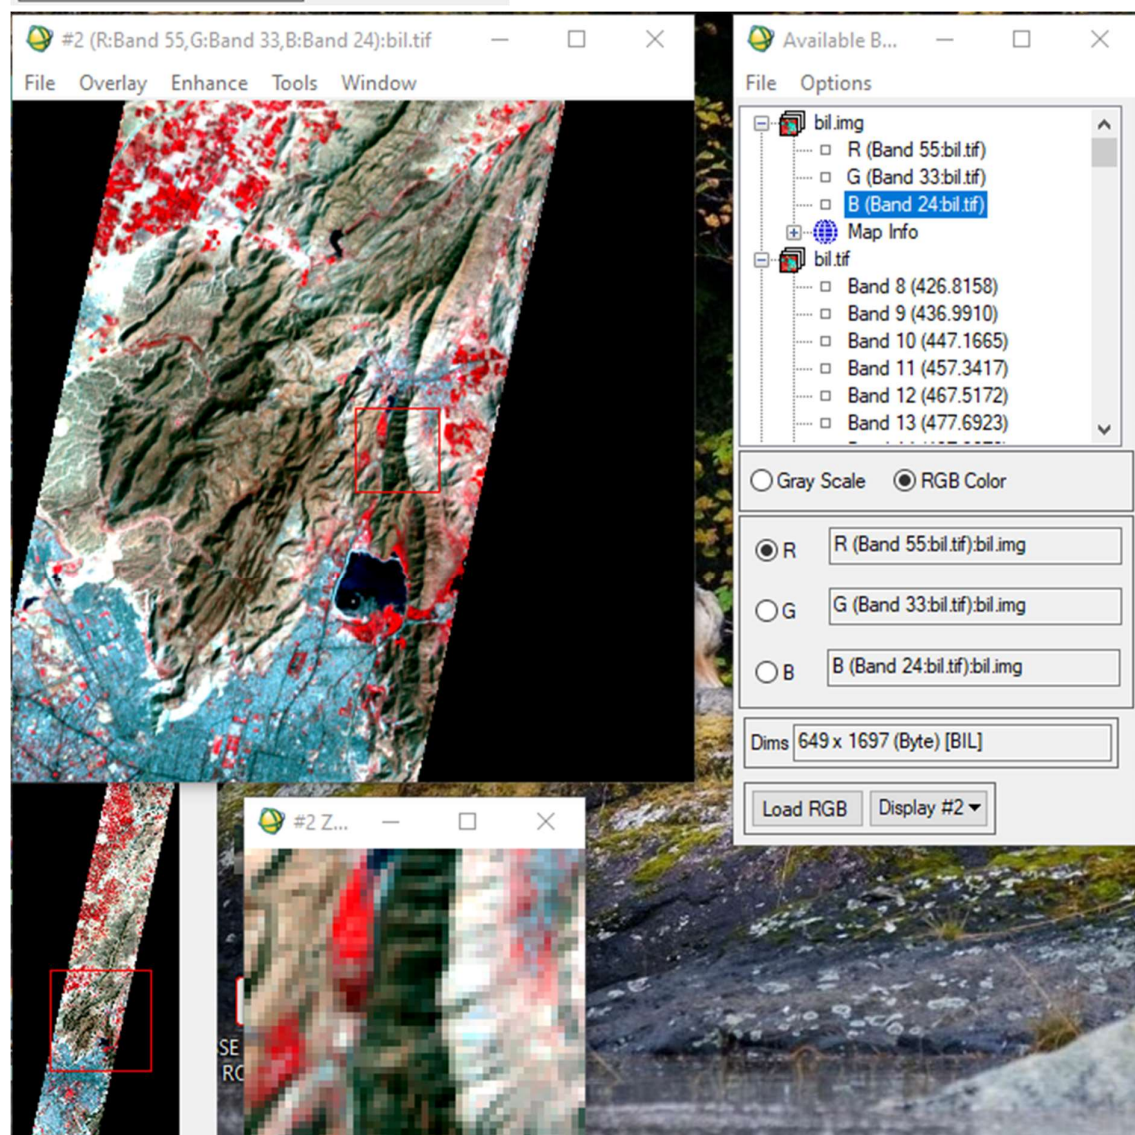 #2 (R:Band 55,G:Band 33,B:Band 24):bil.tif
File Overlay Enhance Tools Window
Available B...
File Options
bil.img
R (Band 55:bil.tif)
G (Band 33:bil.tif)
B (Band 24:bil.tif)
Map Info
bil.tif
Band 8 (426.8158)
Band 9 (436.9910)
Band 10 (447.1665)
Band 11 (457.3417)
Band 12 (467.5172)
Band 13 (477.6923)
Gray Scale RGB Color
R R (Band 55:bil.tif):bil.img
G G (Band 33:bil.tif):bil.img
B B (Band 24:bil.tif):bil.img
Dims 649 x 1697 (Byte) [BIL]
Load RGB Display #2
#2 Z...
SE